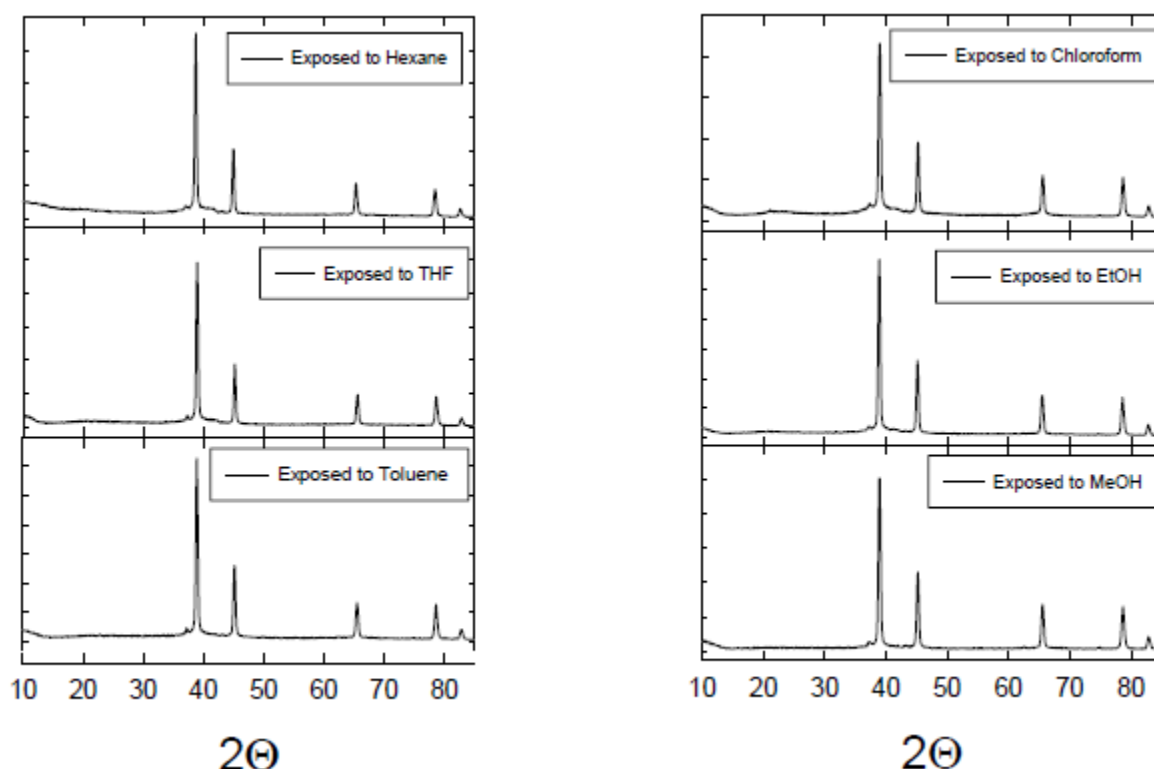 Exposed to Hexane
Exposed to THF
Exposed to Toluene
10 20 30 40 50 60 70 80
2Θ
Exposed to Chloroform
Exposed to EtOH
Exposed to MeOH
10 20 30 40 50 60 70 80
2Θ